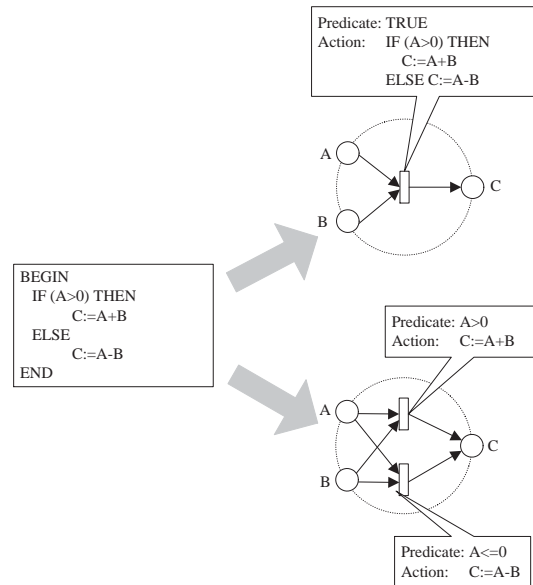 Predicate: TRUE
Action: IF (A>0) THEN
C:=A+B
ELSE C:=A-B
A
B
C
BEGIN
IF (A>0) THEN
C:=A+B
ELSE
C:=A-B
END
Predicate: A>0
Action: C:=A+B
A
B
C
Predicate: A<=0
Action: C:=A-B